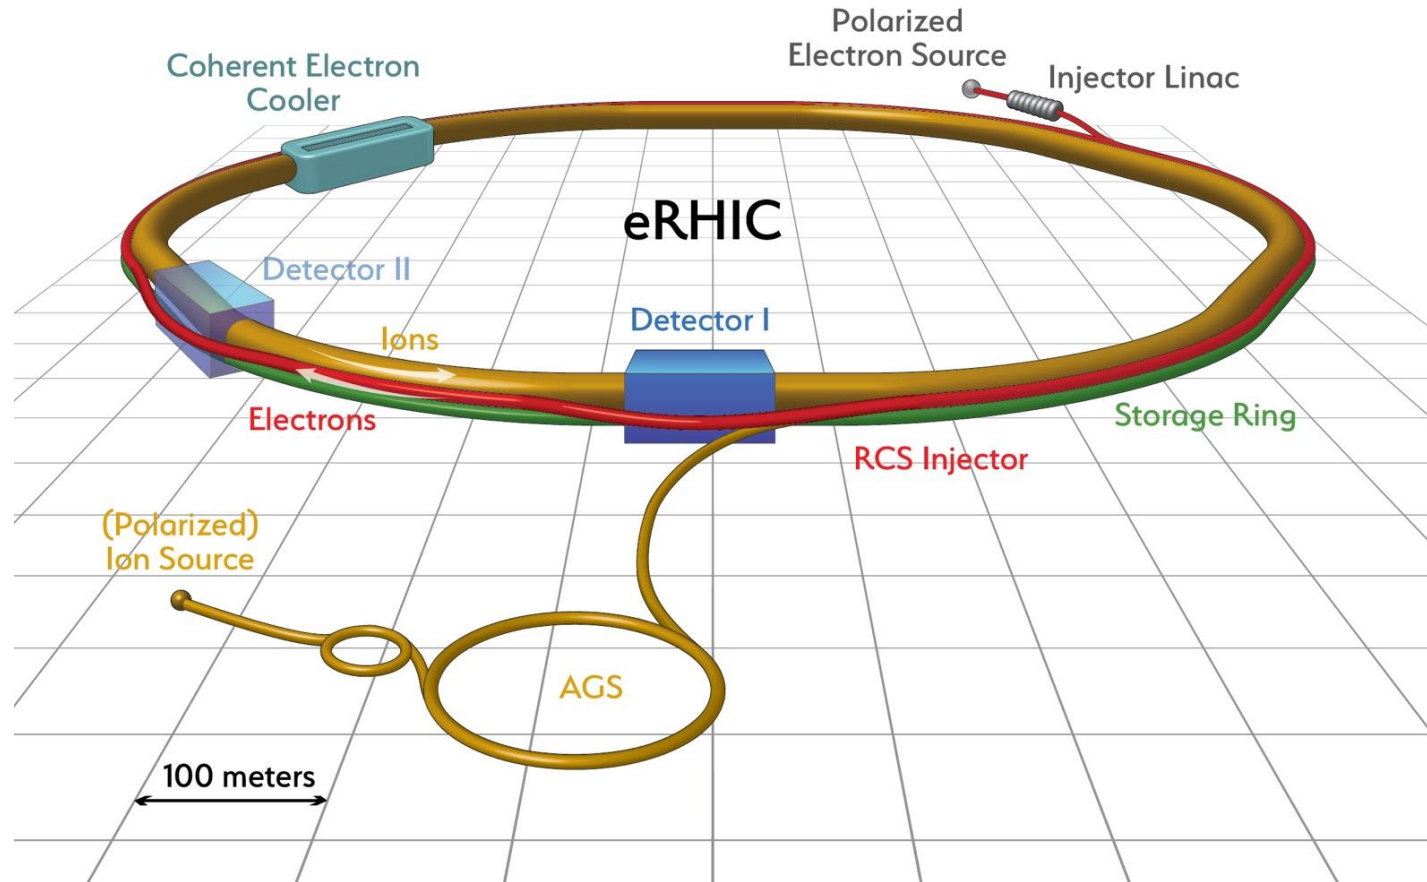 Polarized
Electron Source
Injector Linac
Coherent Electron
Cooler
eRHIC
Detector II
Detector I
Ions
Electrons
Storage Ring
RCS Injector
(Polarized)
Ion Source
AGS
100 meters